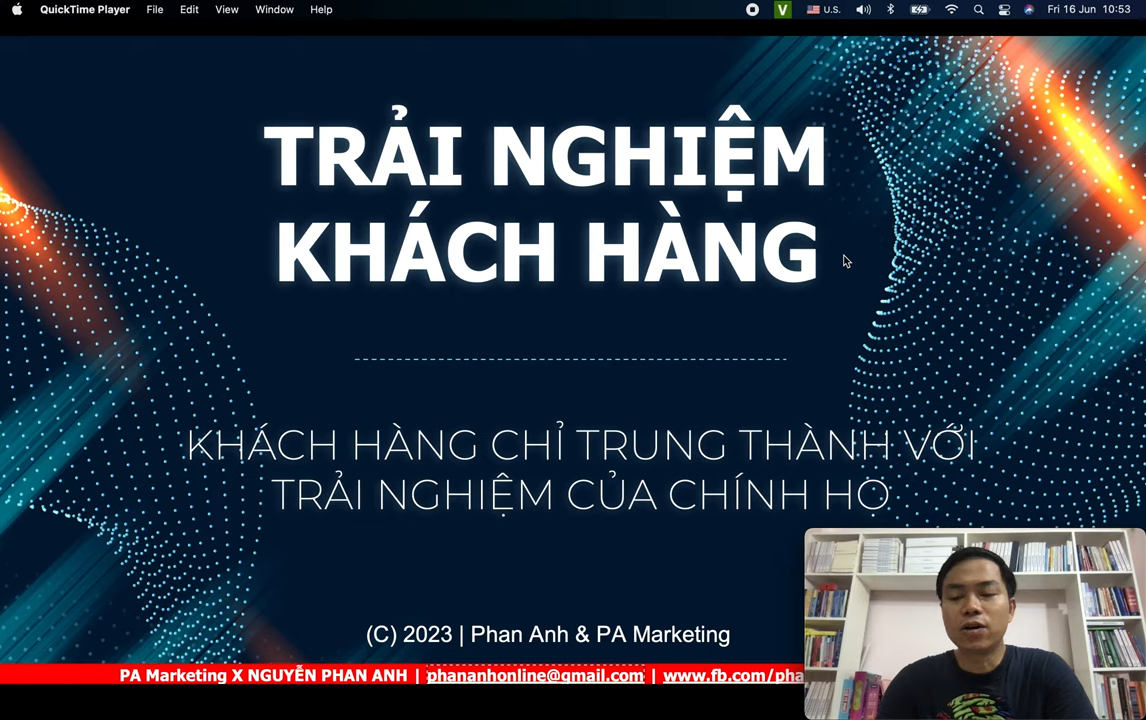 QuickTime Player File Edit View Window Help V U.S. Fri 16 Jun 10:53
TRẢI NGHIỆM
KHÁCH HÀNG
KHÁCH HÀNG CHỈ TRUNG THÀNH VỚI
TRẢI NGHIỆM CỦA CHÍNH HỌ
(C) 2023 | Phan Anh & PA Marketing
PA Marketing X NGUYỄN PHAN ANH | phananhonline@gmail.com | www.fb.com/pha